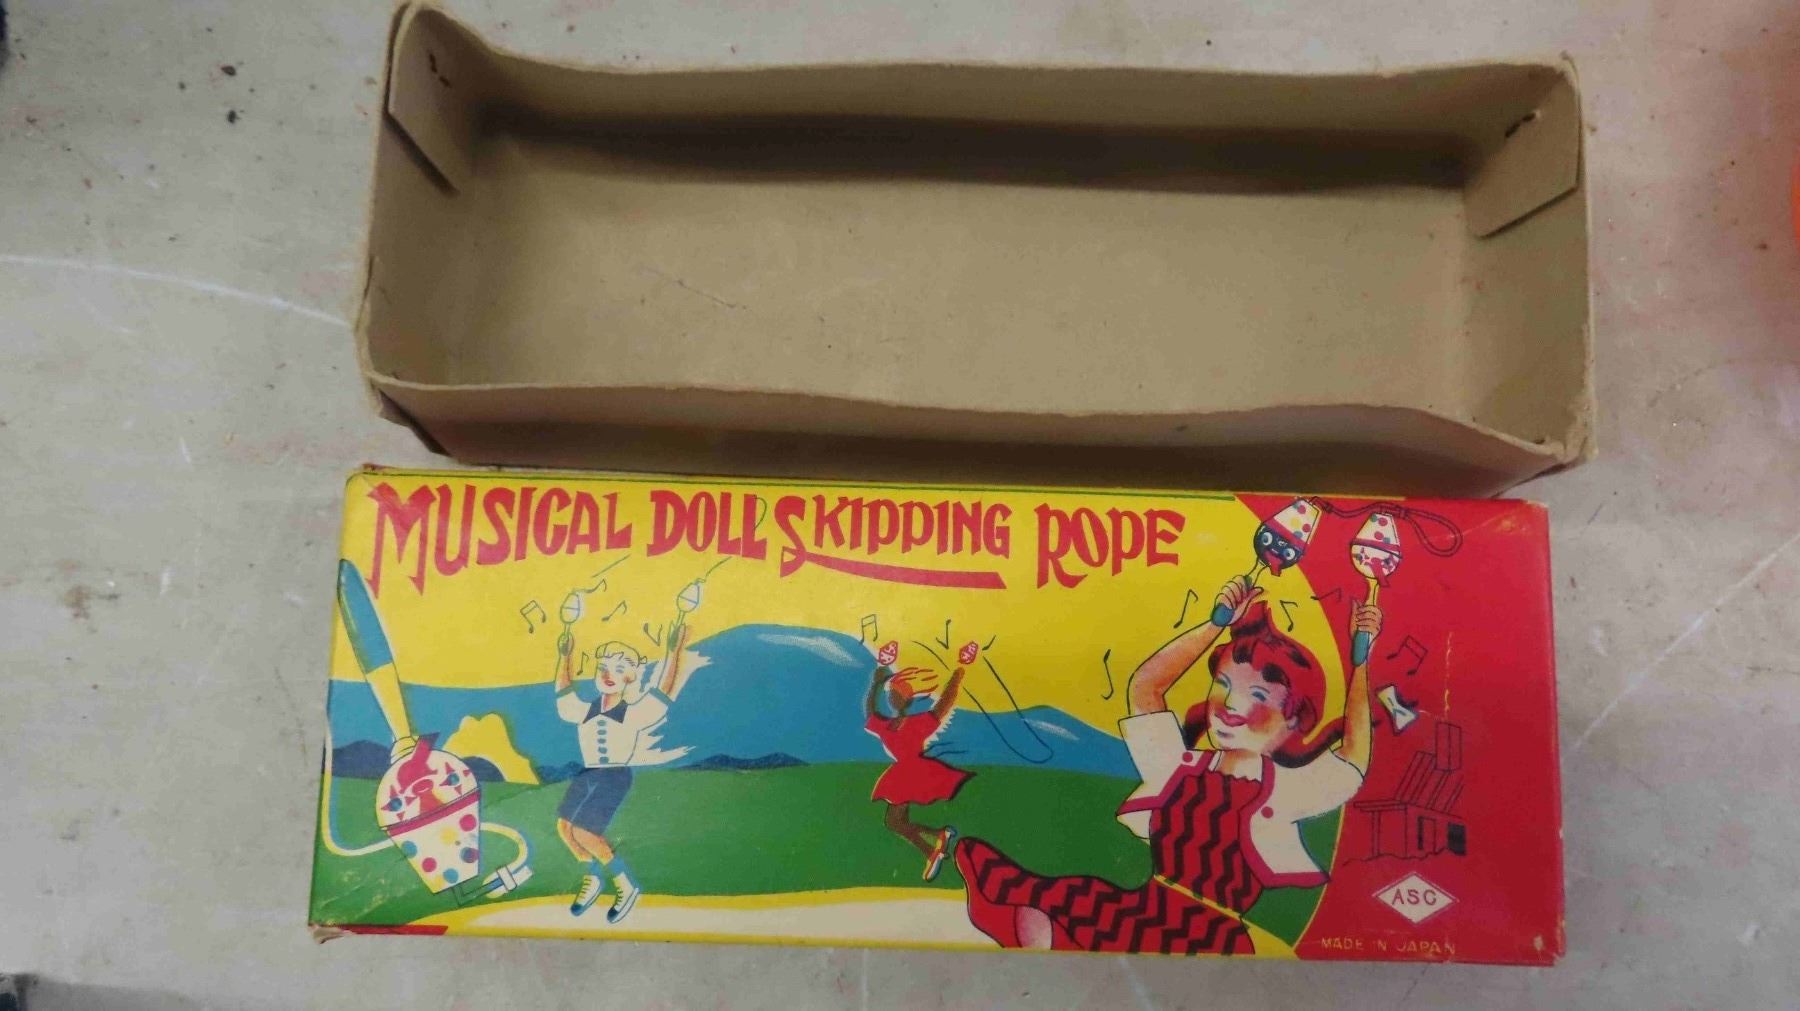 MUSICAL DOLL SKIPPING ROPE
ASC
MADE IN JAPAN